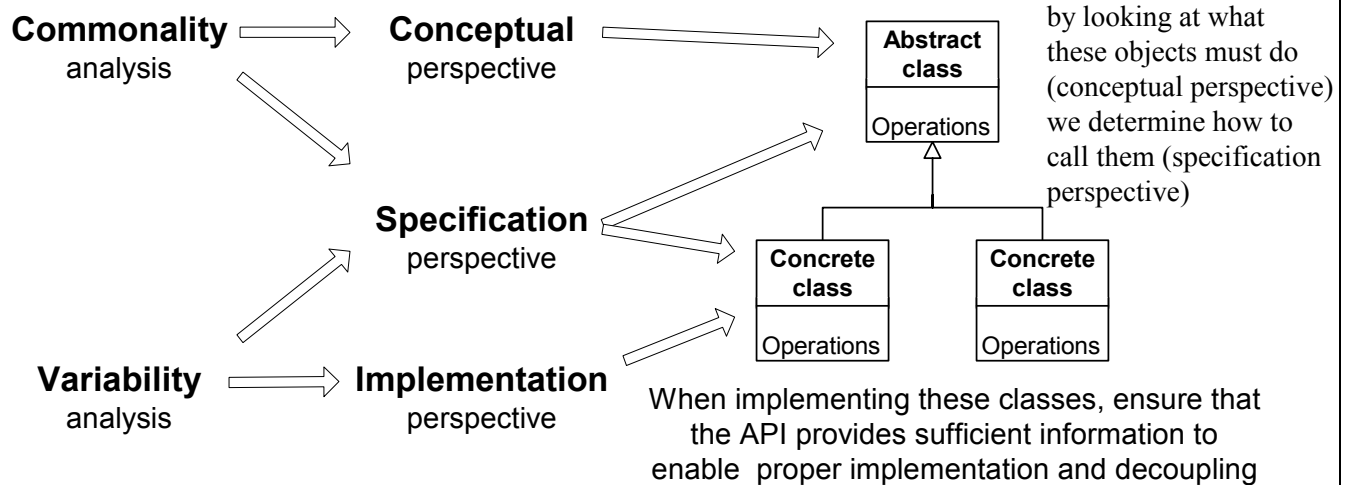 Commonality
analysis
Conceptual
perspective
Abstract
class
Operations
by looking at what
these objects must do
(conceptual perspective)
we determine how to
call them (specification
perspective)
Specification
perspective
Concrete
class
Operations
Concrete
class
Operations
Variability
analysis
Implementation
perspective
When implementing these classes, ensure that
the API provides sufficient information to
enable proper implementation and decoupling